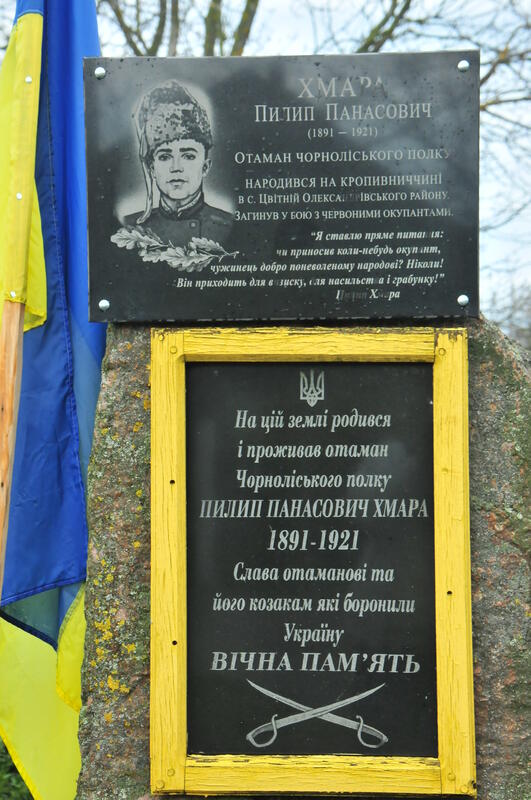 ХМАРА
Пилип Панасович
(1891 – 1921)
Отаман Чорноліського полку
народився на Кропивниччині
в с. Цвітній Олександрівського району.
Загинув у бою з червоними окупантами.
“Я ставлю пряме питання:
чи приносив коли-небудь окупант,
чужинець добро поневоленому народові? Ніколи!
Він приходить для визиску, для насильства і грабунку!”
Пилип Хмара
На цій землі родився
і проживав отаман
Чорноліського полку
ПИЛИП ПАНАСОВИЧ ХМАРА
1891-1921
Слава отаманові та
його козакам які боронили
Україну
ВІЧНА ПАМ’ЯТЬ